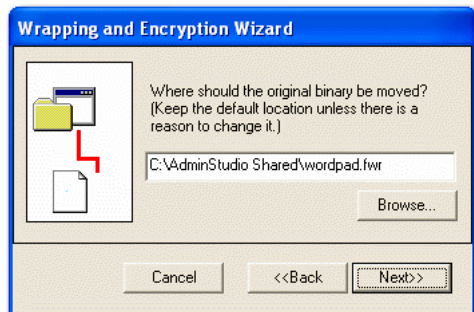 Wrapping and Encryption Wizard
Where should the original binary be moved?
(Keep the default location unless there is a
reason to change it.)
C:\AdminStudio Shared\wordpad.fwr
Browse...
Cancel
<<Back
Next>>